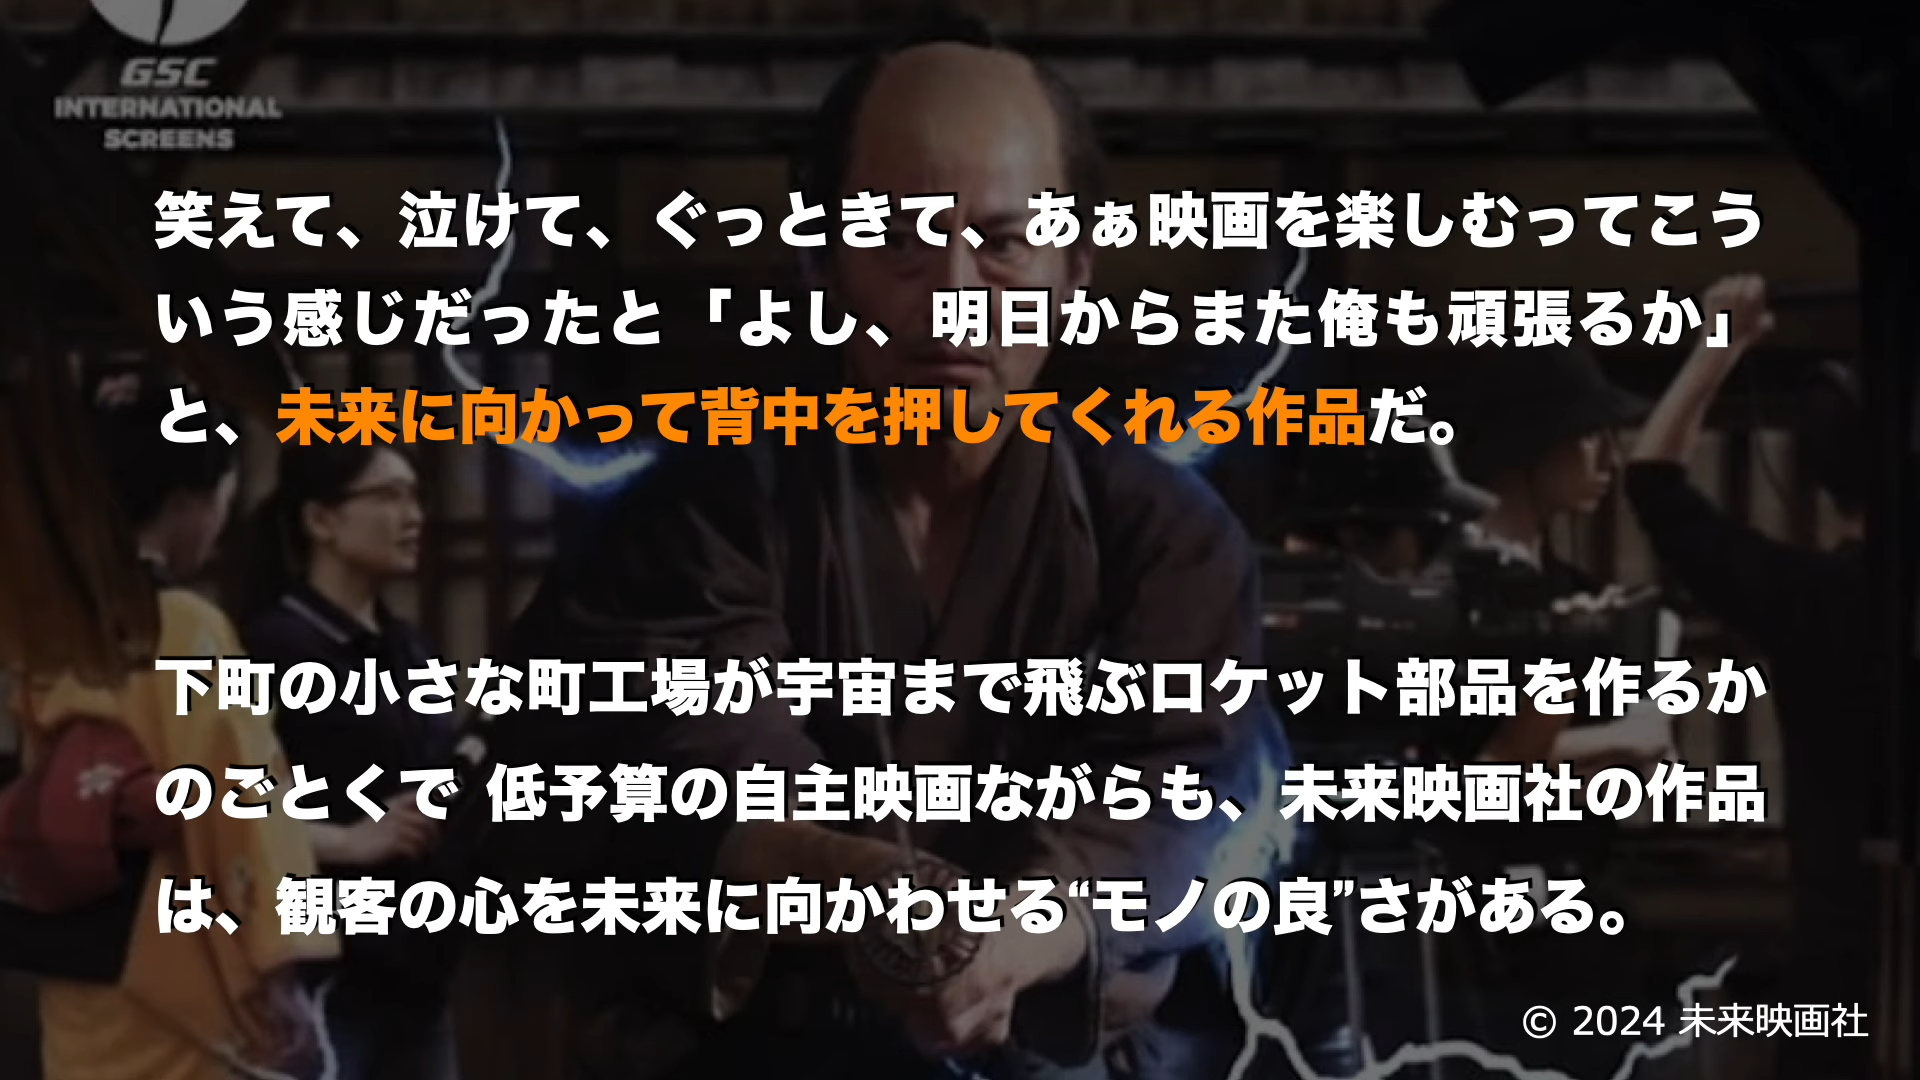 GSC
INTERNATIONAL
SCREENS
笑えて、泣けて、ぐっときて、あぁ映画を楽しむってこう
いう感じだったと「よし、明日からまた俺も頑張るか」
と、未来に向かって背中を押してくれる作品だ。
下町の小さな町工場が宇宙まで飛ぶロケット部品を作るか
のごとくで 低予算の自主映画ながらも、未来映画社の作品
は、観客の心を未来に向かわせる“モノの良”さがある。
© 2024 未来映画社